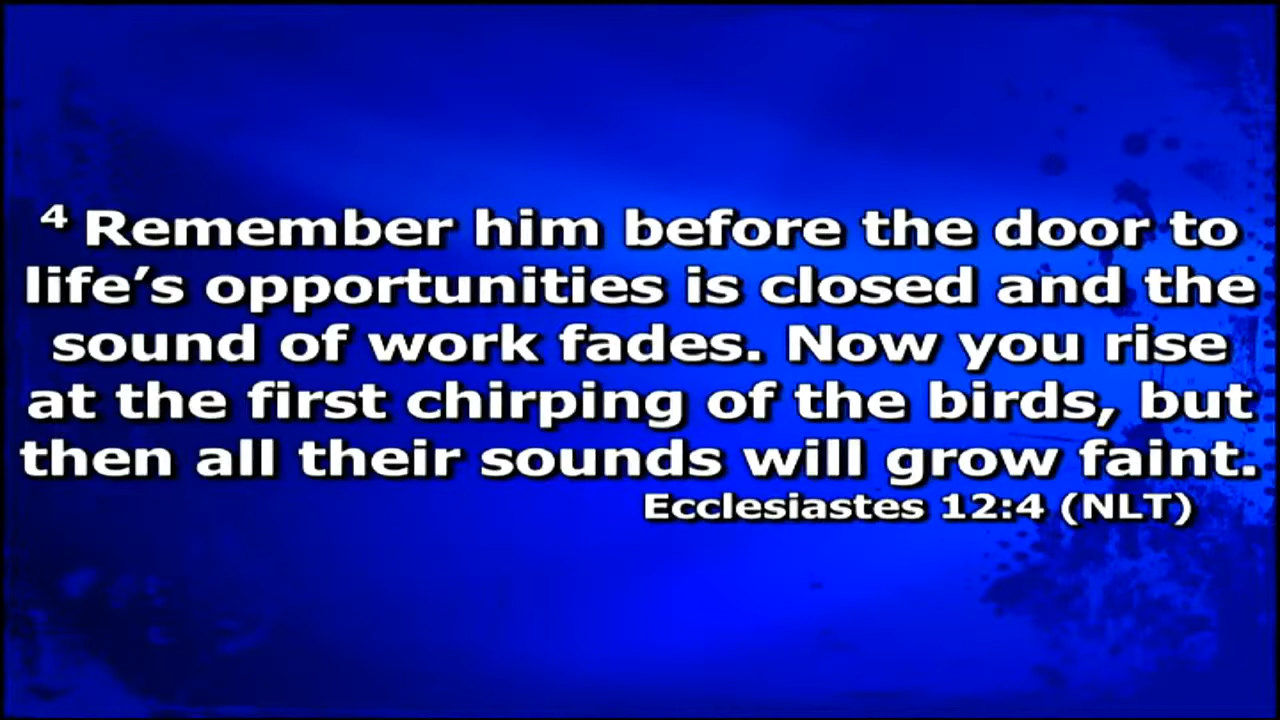 4 Remember him before the door to
life’s opportunities is closed and the
sound of work fades. Now you rise
at the first chirping of the birds, but
then all their sounds will grow faint.
Ecclesiastes 12:4 (NLT)